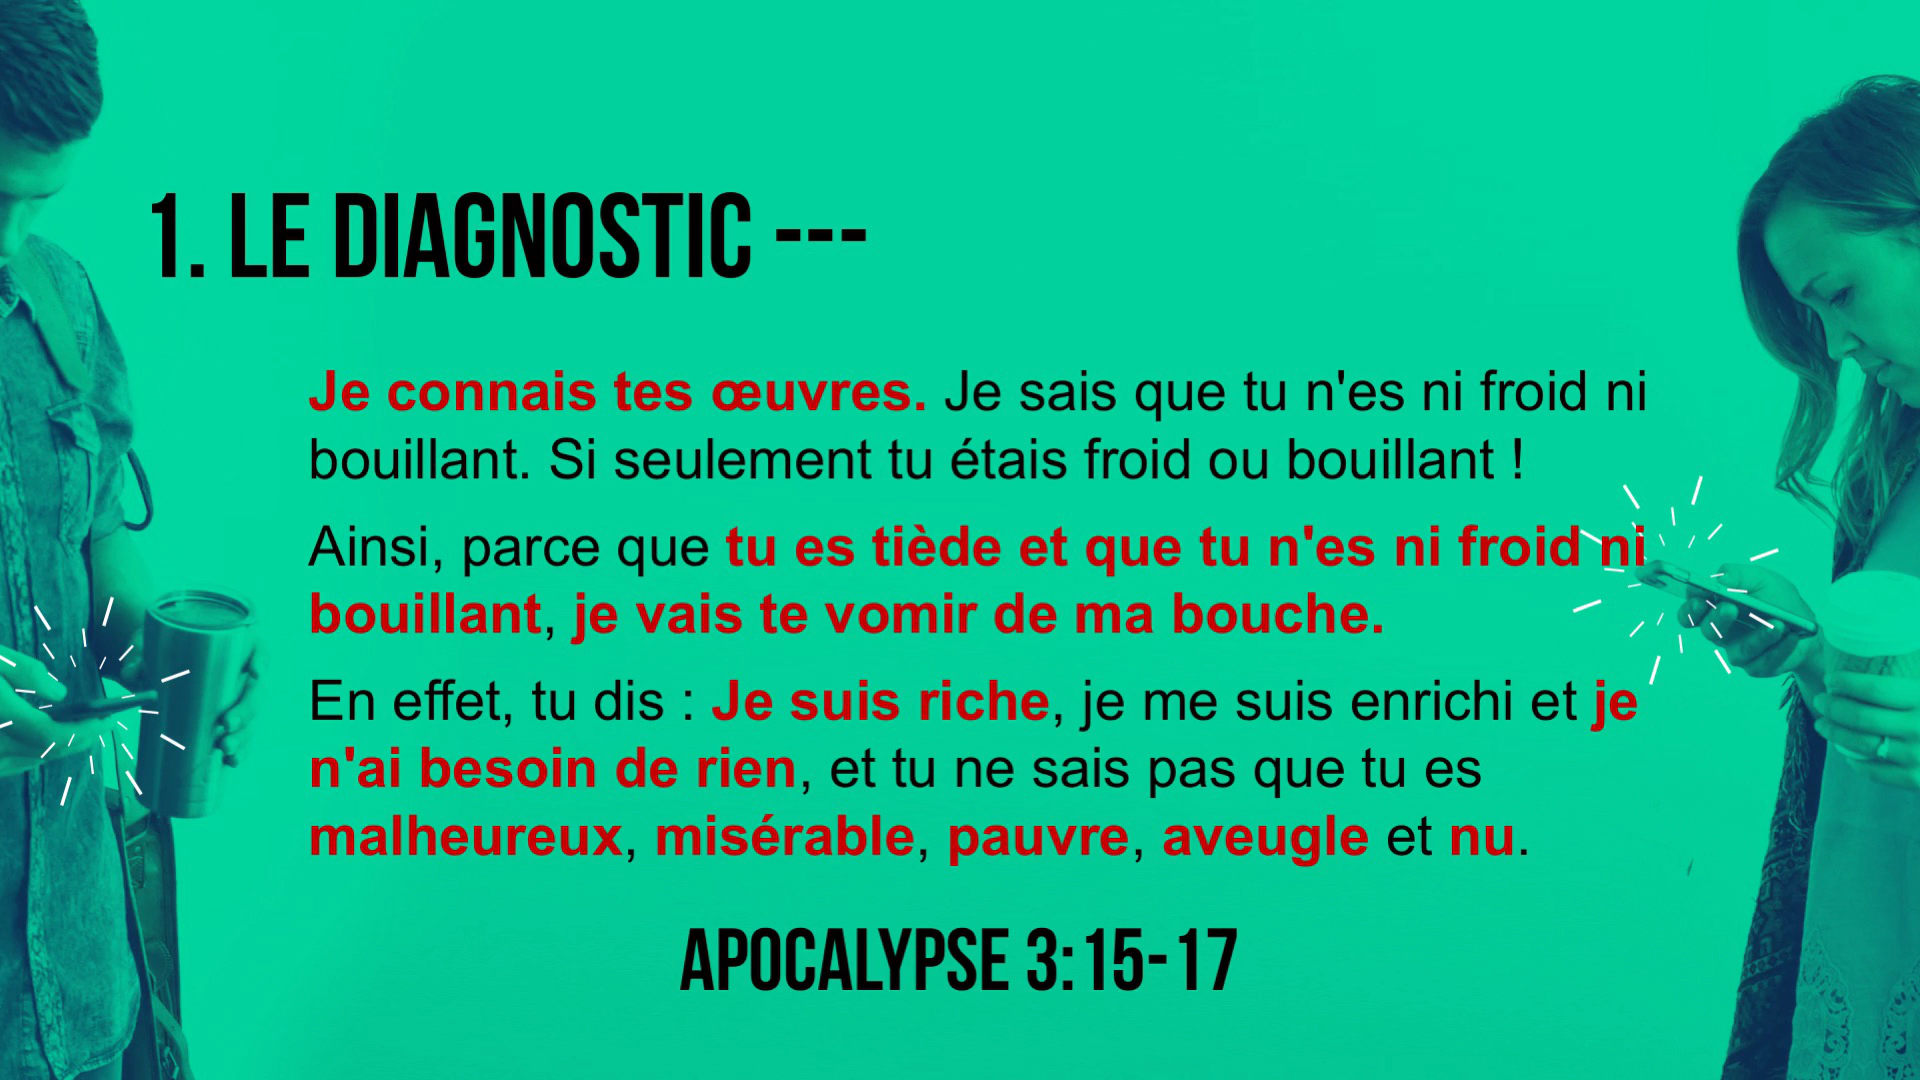 1. LE DIAGNOSTIC ---
Je connais tes œuvres. Je sais que tu n'es ni froid ni
bouillant. Si seulement tu étais froid ou bouillant !
Ainsi, parce que tu es tiède et que tu n'es ni froid ni
bouillant, je vais te vomir de ma bouche.
En effet, tu dis : Je suis riche, je me suis enrichi et je
n'ai besoin de rien, et tu ne sais pas que tu es
malheureux, misérable, pauvre, aveugle et nu.
APOCALYPSE 3:15-17